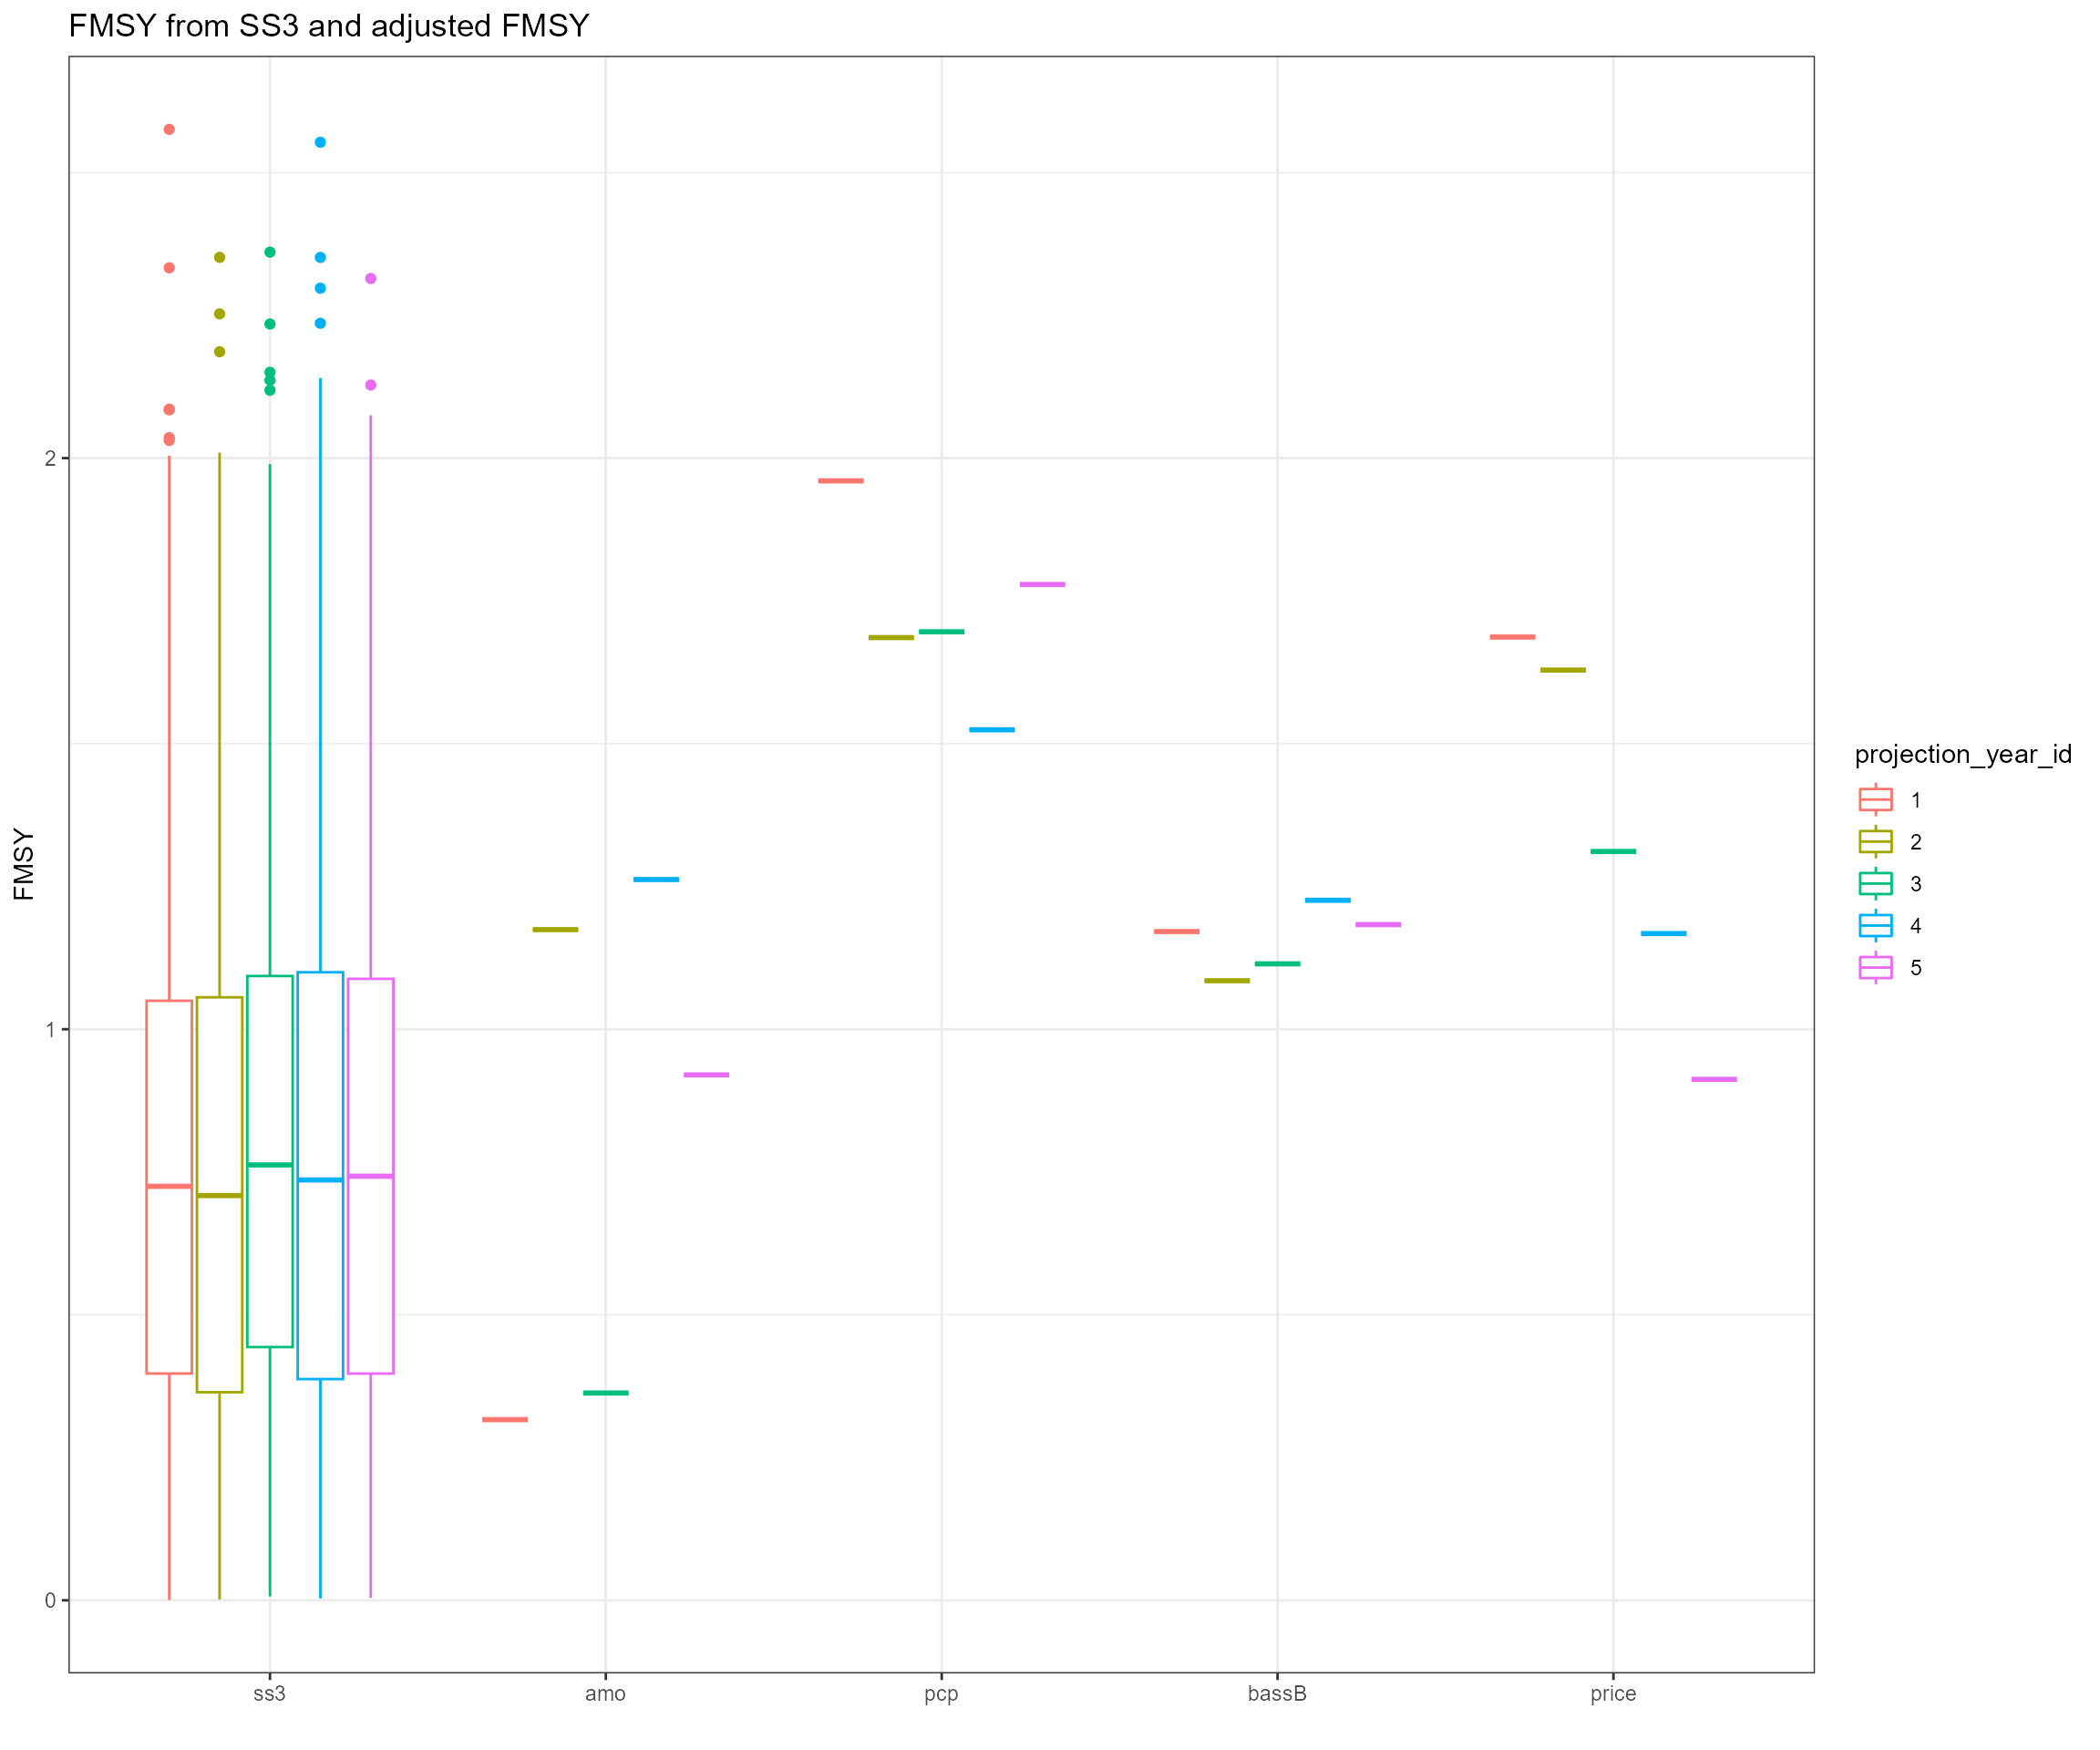 FMSY from SS3 and adjusted FMSY
FMSY
2
1
0
ss3
amo
pcp
bassB
price
projection_year_id
1
2
3
4
5